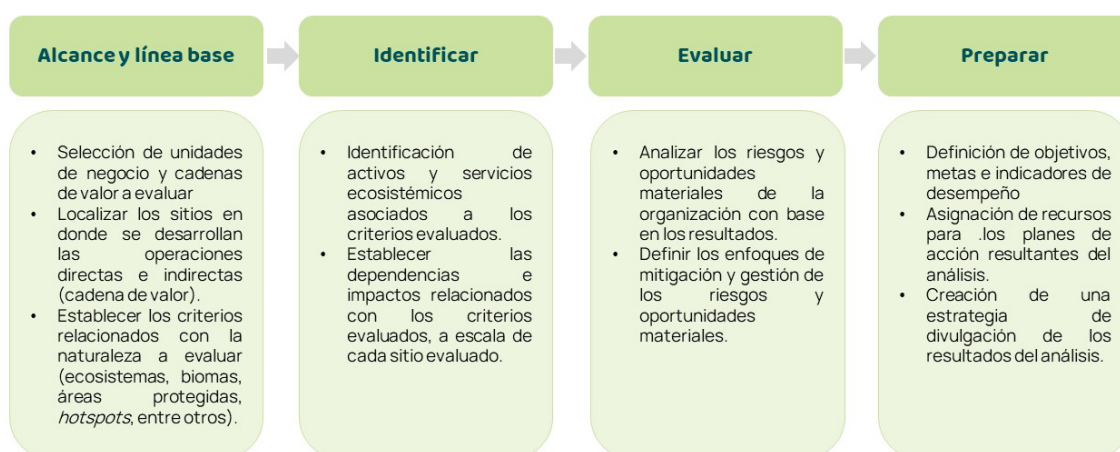 Alcance y línea base
Identificar
Evaluar
Preparar
• Selección de unidades
de negocio y cadenas
de valor a evaluar
• Localizar los sitios en
donde se desarrollan
las operaciones
directas e indirectas
(cadena de valor).
• Establecer los criterios
relacionados con la
naturaleza a evaluar
(ecosistemas, biomas,
áreas protegidas,
hotspots, entre otros).
• Identificación de
activos y servicios
ecosistémicos
asociados a los
criterios evaluados.
• Establecer las
dependencias e
impactos relacionados
con los criterios
evaluados, a escala de
cada sitio evaluado.
• Analizar los riesgos y
oportunidades
materiales de la
organización con base
en los resultados.
• Definir los enfoques de
mitigación y gestión de
los riesgos y
oportunidades
materiales.
• Definición de objetivos,
metas e indicadores de
desempeño
• Asignación de recursos
para .los planes de
acción resultantes del
análisis.
• Creación de una
estrategia de
divulgación de los
resultados del análisis.